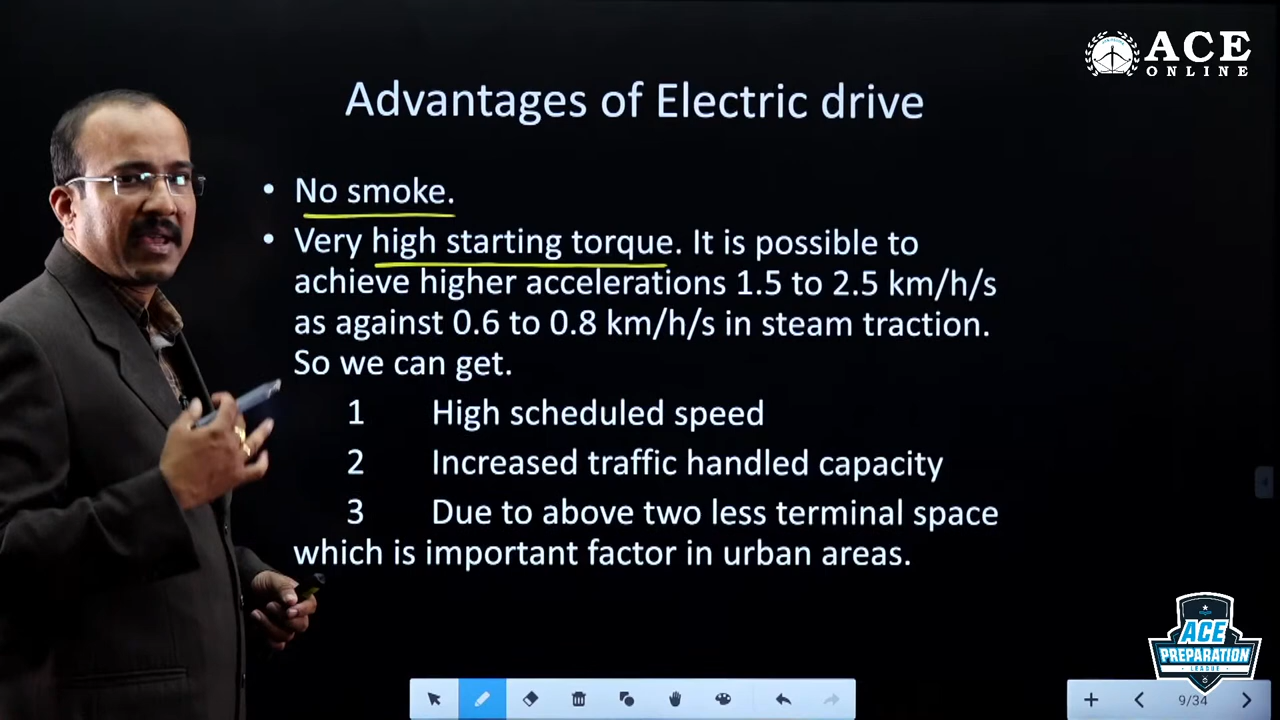 ACE
ONLINE
Advantages of Electric drive
• No smoke.
• Very high starting torque. It is possible to
achieve higher accelerations 1.5 to 2.5 km/h/s
as against 0.6 to 0.8 km/h/s in steam traction.
So we can get.
1 High scheduled speed
2 Increased traffic handled capacity
3 Due to above two less terminal space
which is important factor in urban areas.
ACE
PREPARATION
LEAGUE
9/34